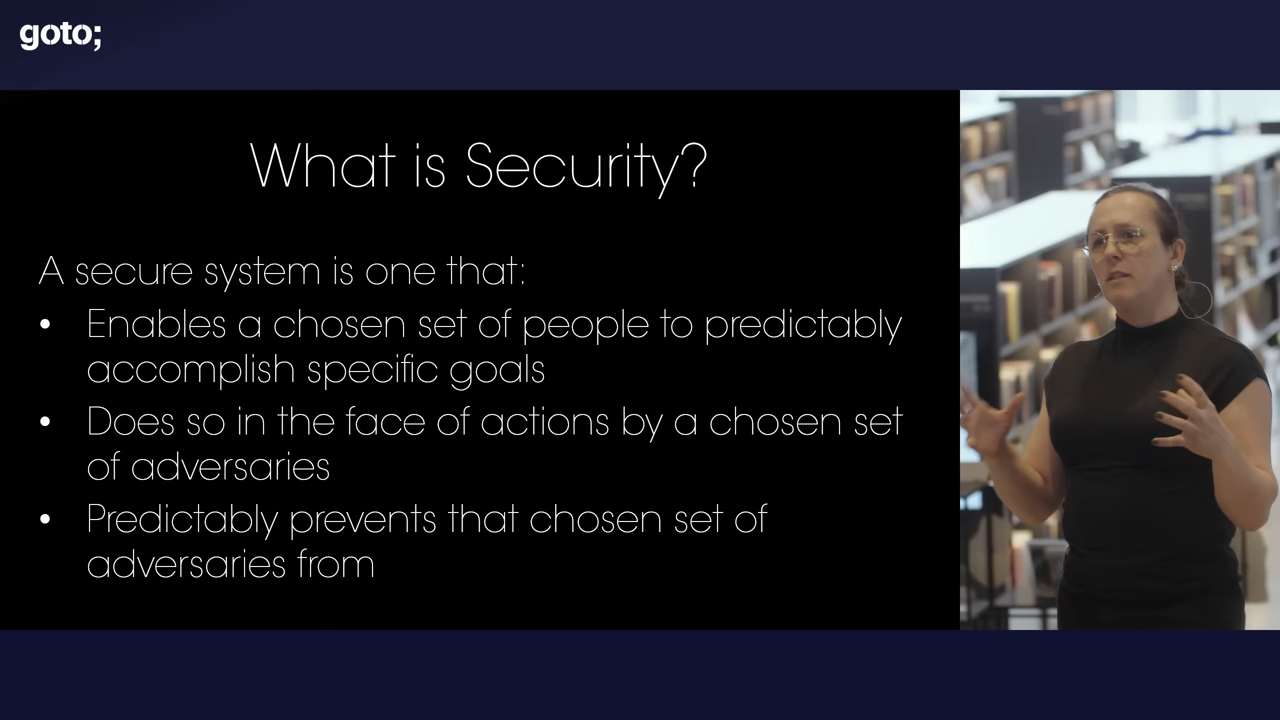 goto;
What is Security?
A secure system is one that:
• Enables a chosen set of people to predictably
accomplish specific goals
• Does so in the face of actions by a chosen set
of adversaries
• Predictably prevents that chosen set of
adversaries from